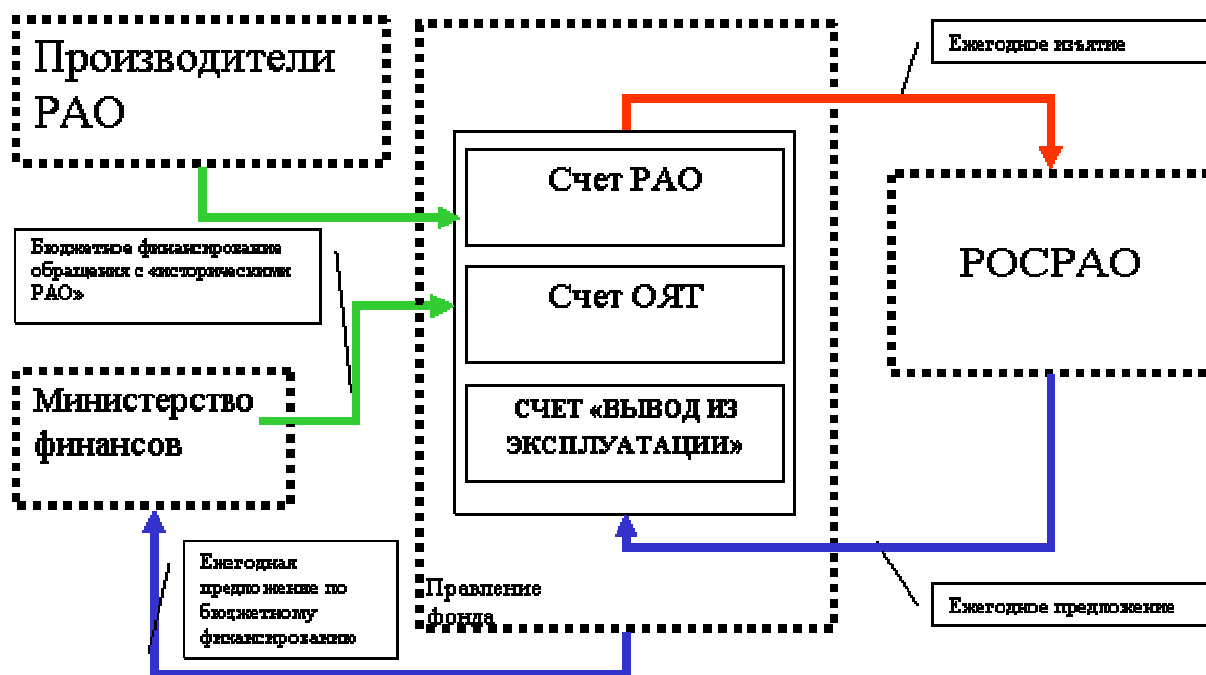 Производители
РАО
Ежегодное изъятие
Счет РАО
Бюджетное финансирование
обращения с «историческими
РАО»
Счет ОЯТ
РОСРАО
Министерство
финансов
СЧЕТ «ВЫВОД ИЗ
ЭКСПЛУАТАЦИИ»
Ежегодная
предложение по
бюджетному
финансированию
Правление
фонда
Ежегодное предложение